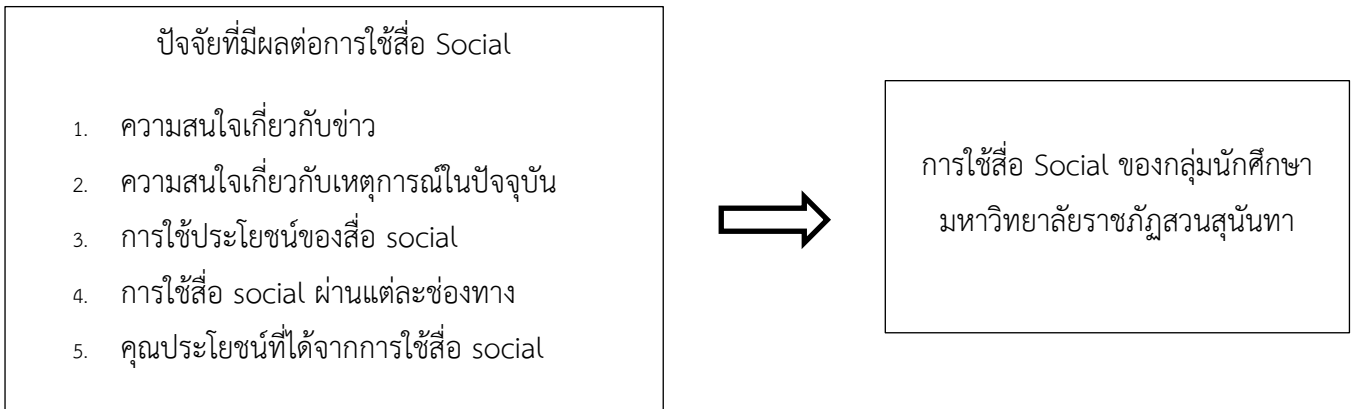 ปัจจัยที่มีผลต่อการใช้สื่อ Social
1. ความสนใจเกี่ยวกับข่าว
2. ความสนใจเกี่ยวกับเหตุการณ์ในปัจจุบัน
3. การใช้ประโยชน์ของสื่อ social
4. การใช้สื่อ social ผ่านแต่ละช่องทาง
5. คุณประโยชน์ที่ได้จากการใช้สื่อ social
การใช้สื่อ Social ของกลุ่มนักศึกษา
มหาวิทยาลัยราชภัฏสวนสุนันทา